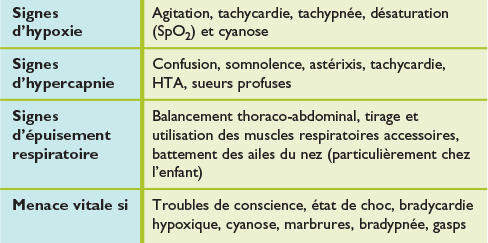 Signes
d'hypoxie
Agitation, tachycardie, tachypnée, désaturation
(SpO2) et cyanose
Signes
d'hypercapnie
Confusion, somnolence, astérixis, tachycardie,
HTA, sueurs profuses
Signes
d'épuisement
respiratoire
Balancement thoraco-abdominal, tirage et
utilisation des muscles respiratoires accessoires,
battement des ailes du nez (particulièrement chez
l'enfant)
Menace vitale si
Troubles de conscience, état de choc, bradycardie
hypoxique, cyanose, marbrures, bradypnée, gasps